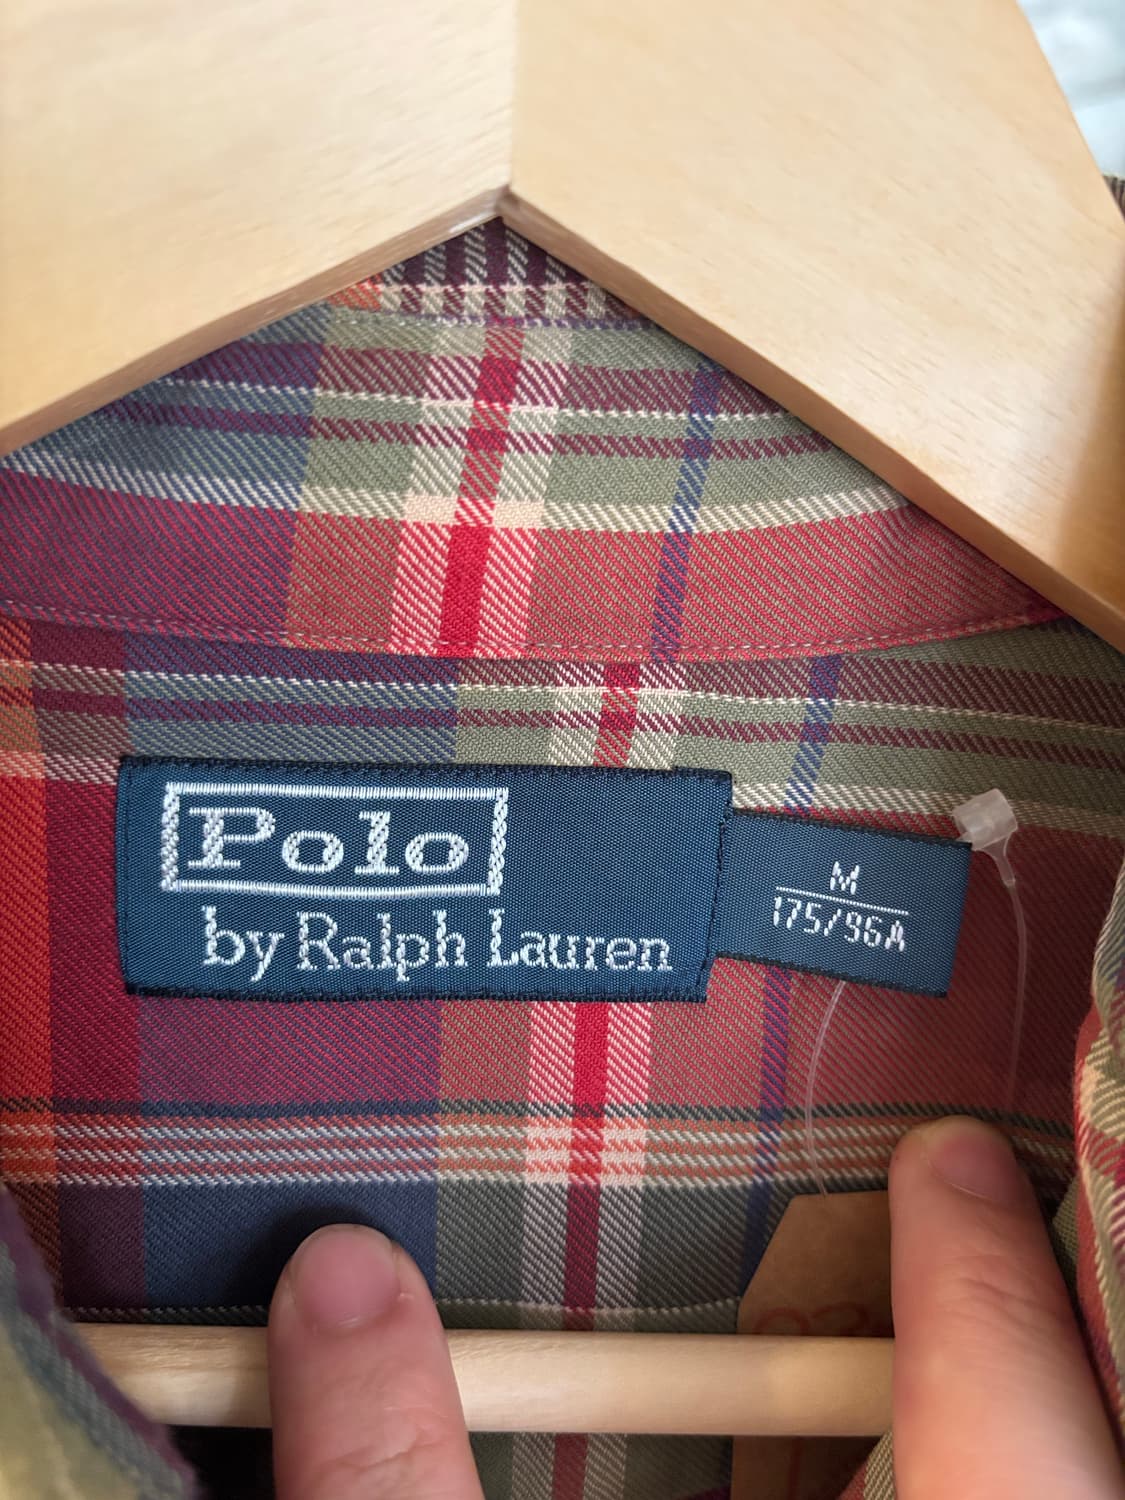 Polo
by Ralph Lauren
M
175/96A